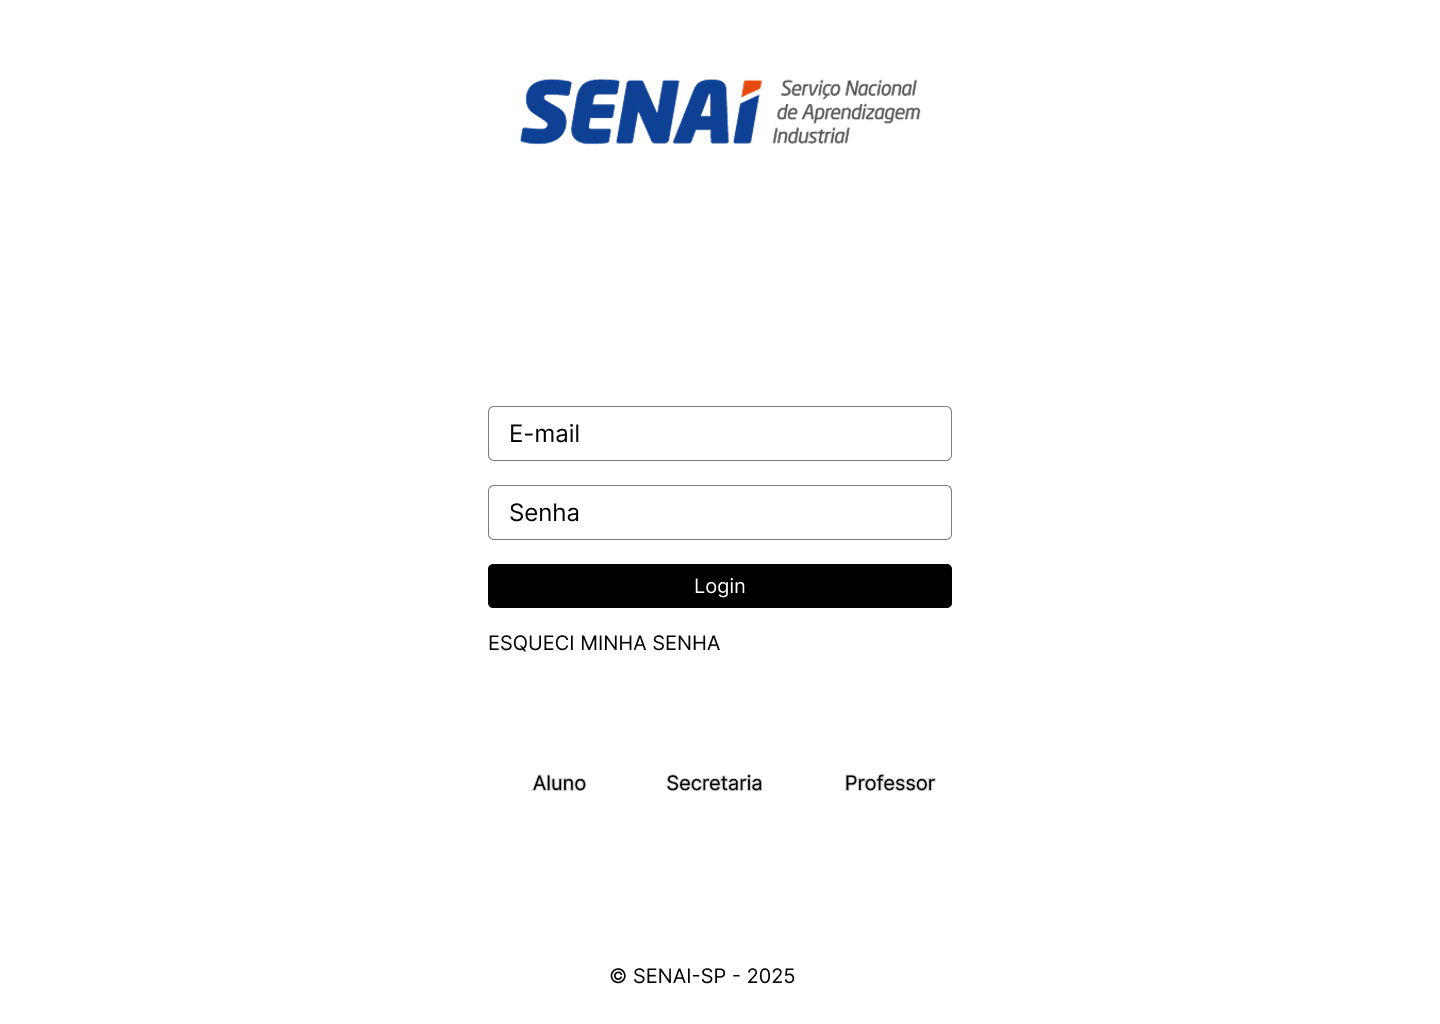 SENAI
Serviço Nacional
de Aprendizagem
Industrial
E-mail
Senha
Login
ESQUECI MINHA SENHA
Aluno Secretaria Professor
© SENAI-SP - 2025